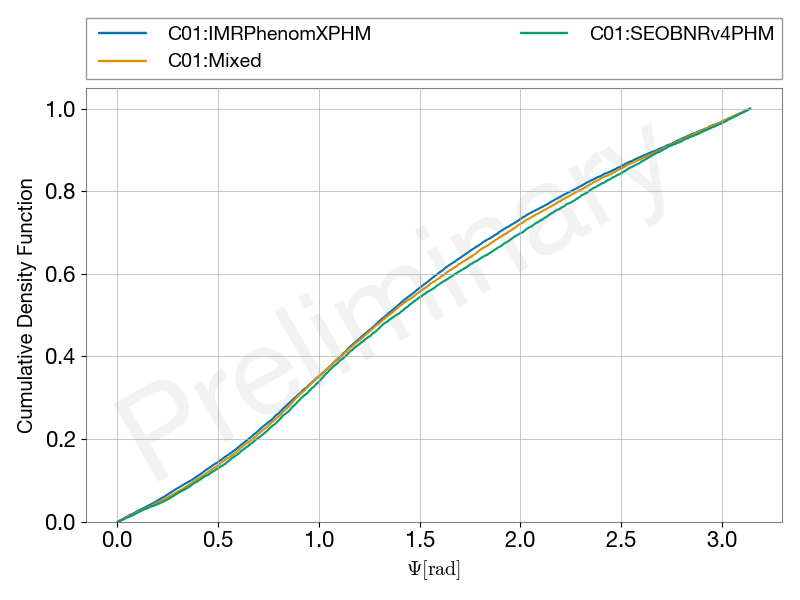 C01:IMRPhenomXPHM
C01:Mixed
C01:SEOBNRv4PHM
Cumulative Density Function
1.0
0.8
0.6
0.4
0.2
0.0
Preliminary
0.0 0.5 1.0 1.5 2.0 2.5 3.0
Ψ[rad]